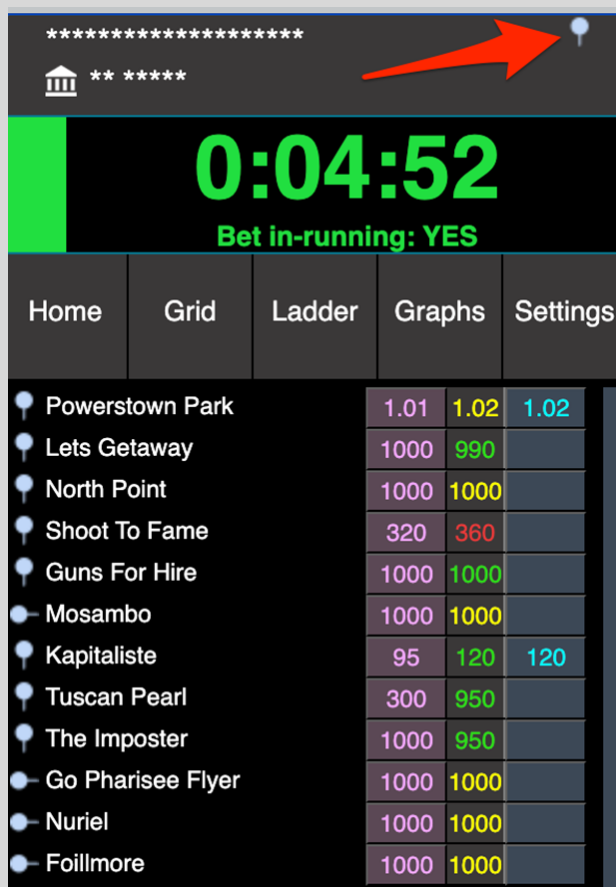 ********************
** *****
0:04:52
Bet in-running: YES
Home Grid Ladder Graphs Settings
Powerstown Park 1.01 1.02 1.02
Lets Getaway 1000 990
North Point 1000 1000
Shoot To Fame 320 360
Guns For Hire 1000 1000
Mosambo 1000 1000
Kapitaliste 95 120 120
Tuscan Pearl 300 950
The Imposter 1000 950
Go Pharisee Flyer 1000 1000
Nuriel 1000 1000
Foillmore 1000 1000